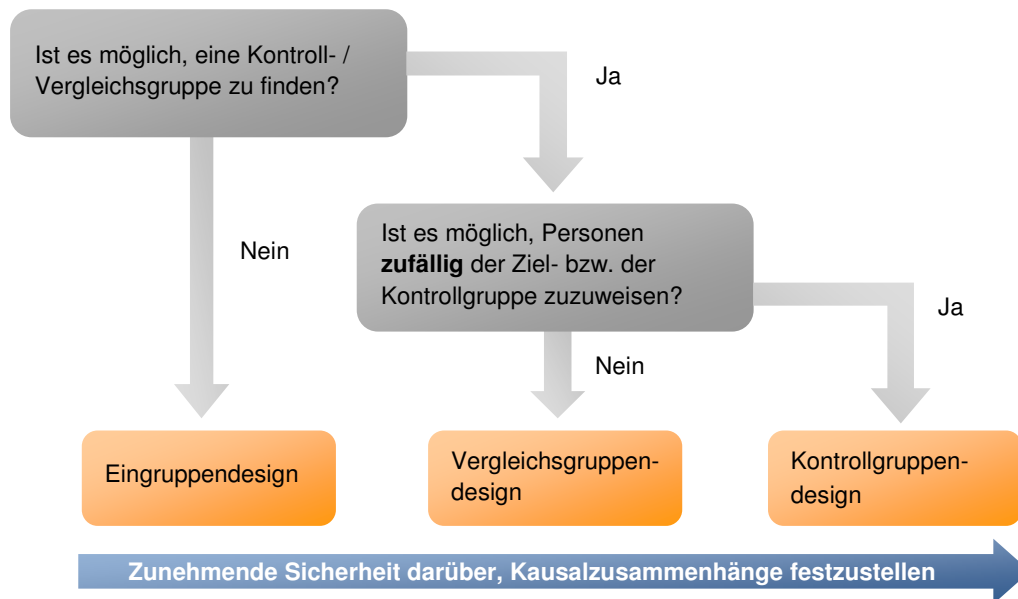 Ist es möglich, eine Kontroll- /
Vergleichsgruppe zu finden?
Ja
Nein
Ist es möglich, Personen
zufällig der Ziel- bzw. der
Kontrollgruppe zuzuweisen?
Ja
Nein
Eingruppendesign
Vergleichsgruppen-
design
Kontrollgruppen-
design
Zunehmende Sicherheit darüber, Kausalzusammenhänge festzustellen